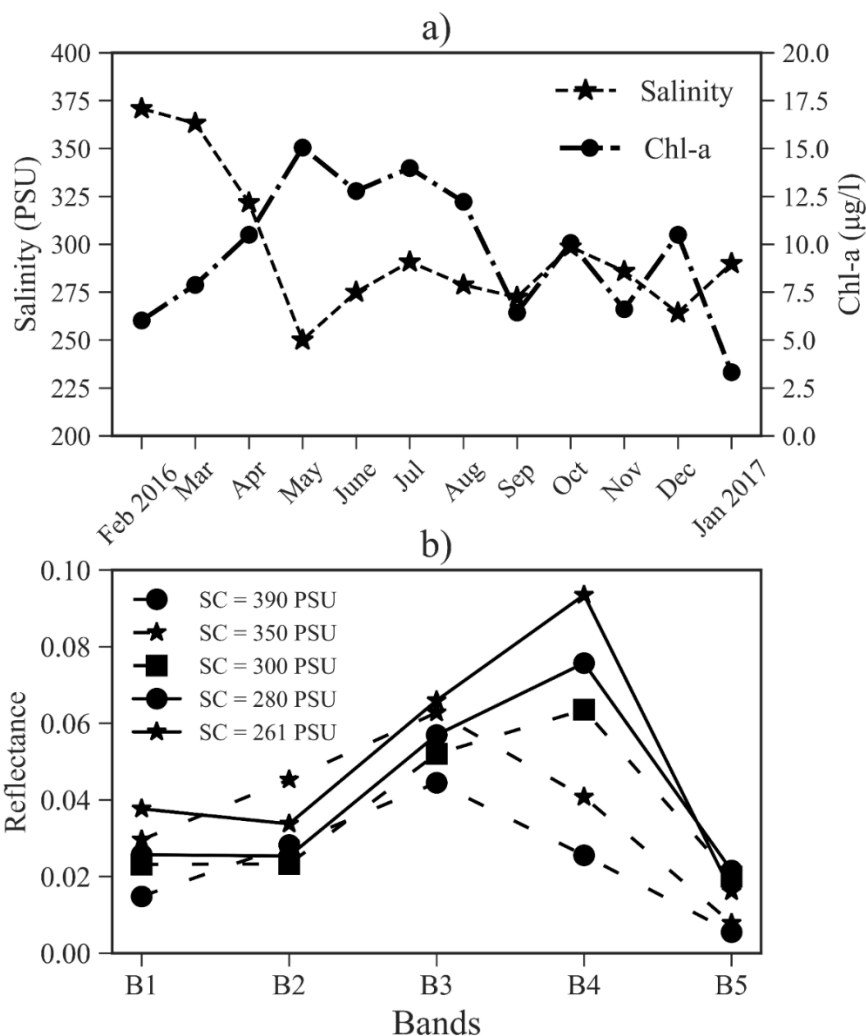 a)
400
375
350
325
300
275
250
225
200
Salinity (PSU)
20.0
17.5
15.0
12.5
10.0
7.5
5.0
2.5
0.0
Chl-a (µg/l)
Salinity
Chl-a
Feb 2016
Mar
Apr
May
June
Jul
Aug
Sep
Oct
Nov
Dec
Jan 2017
b)
0.10
0.08
0.06
0.04
0.02
0.00
Reflectance
SC = 390 PSU
SC = 350 PSU
SC = 300 PSU
SC = 280 PSU
SC = 261 PSU
B1
B2
B3
B4
B5
Bands